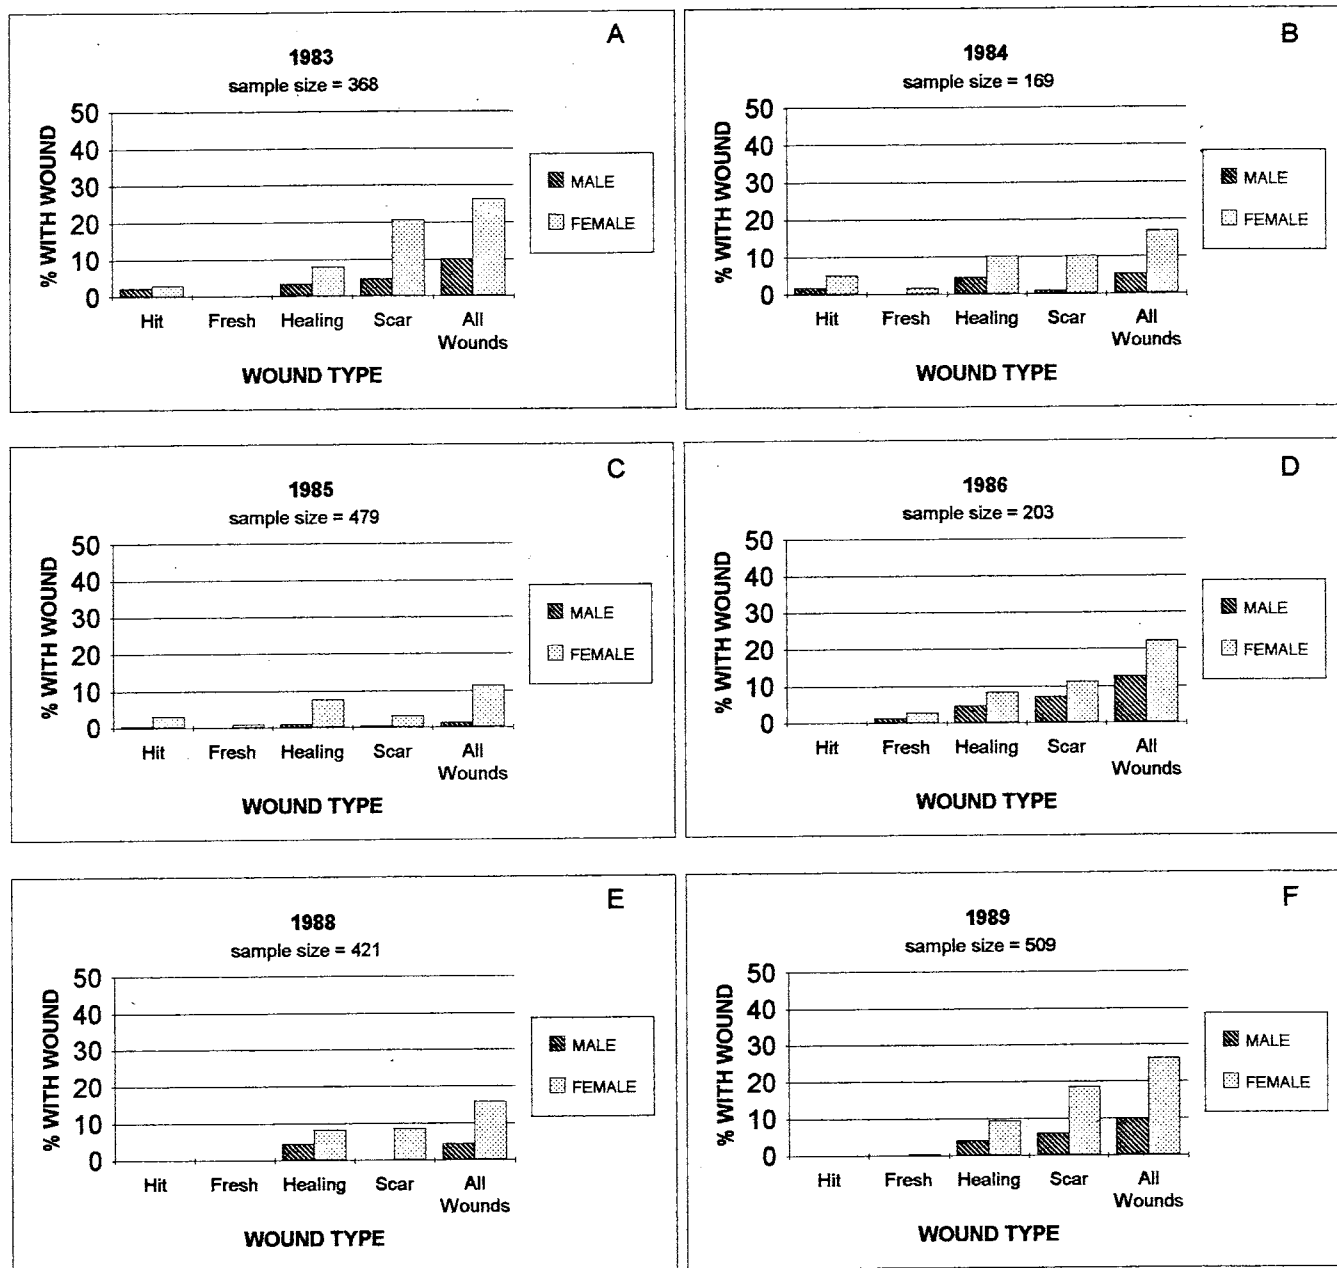 A
1983
sample size = 368
% WITH WOUND
50
40
30
20
10
0
Hit Fresh Healing Scar All
Wounds
WOUND TYPE
MALE
FEMALE
B
1984
sample size = 169
% WITH WOUND
50
40
30
20
10
0
Hit Fresh Healing Scar All
Wounds
WOUND TYPE
MALE
FEMALE
C
1985
sample size = 479
% WITH WOUND
50
40
30
20
10
0
Hit Fresh Healing Scar All
Wounds
WOUND TYPE
MALE
FEMALE
D
1986
sample size = 203
% WITH WOUND
50
40
30
20
10
0
Hit Fresh Healing Scar All
Wounds
WOUND TYPE
MALE
FEMALE
E
1988
sample size = 421
% WITH WOUND
50
40
30
20
10
0
Hit Fresh Healing Scar All
Wounds
WOUND TYPE
MALE
FEMALE
F
1989
sample size = 509
% WITH WOUND
50
40
30
20
10
0
Hit Fresh Healing Scar All
Wounds
WOUND TYPE
MALE
FEMALE